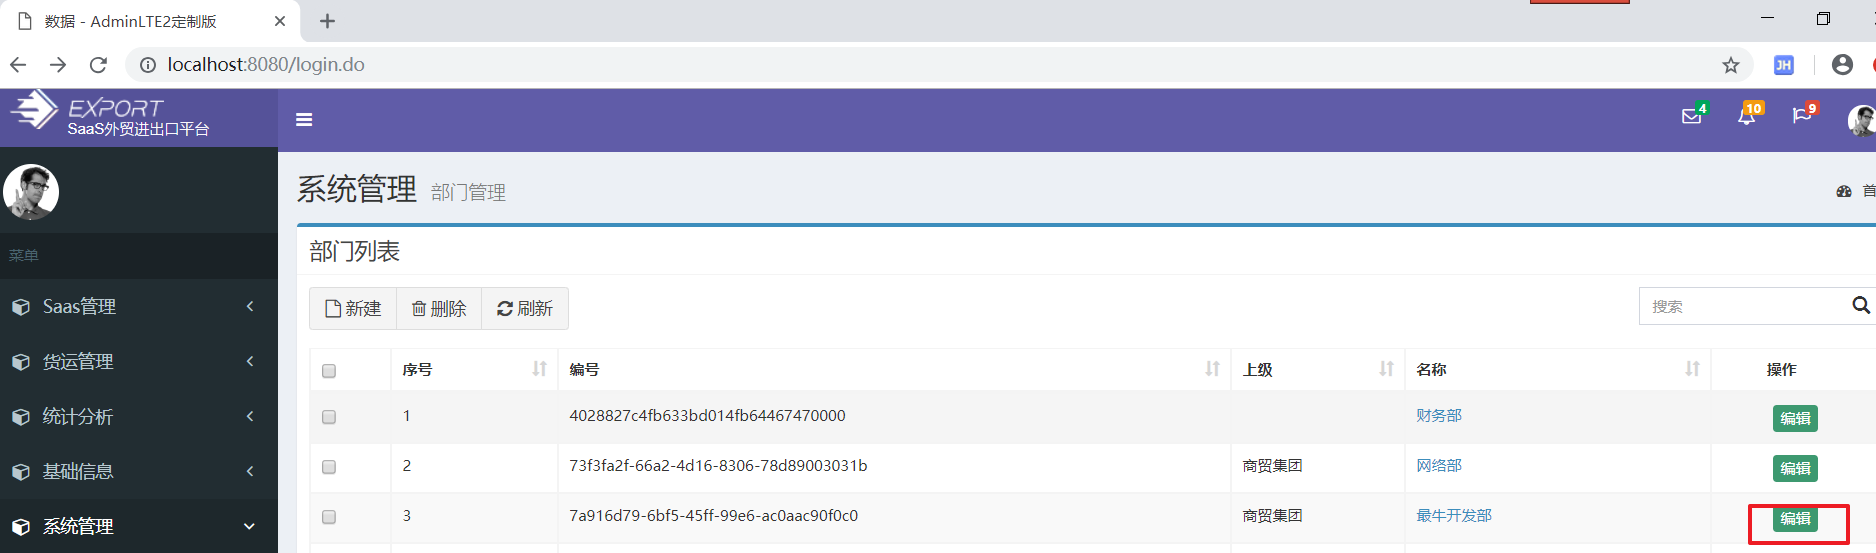 数据 - AdminLTE2定制版
localhost:8080/login.do
JH
EXPORT
SaaS外贸进出口平台
4
10
9
系统管理 部门管理
首
菜单
部门列表
Saas管理
新建 删除 刷新
搜索
货运管理
序号 编号 上级 名称 操作
统计分析
1 4028827c4fb633bd014fb64467470000 财务部 编辑
基础信息
2 73f3fa2f-66a2-4d16-8306-78d89003031b 商贸集团 网络部 编辑
系统管理
3 7a916d79-6bf5-45ff-99e6-ac0aac90f0c0 商贸集团 最牛开发部 编辑